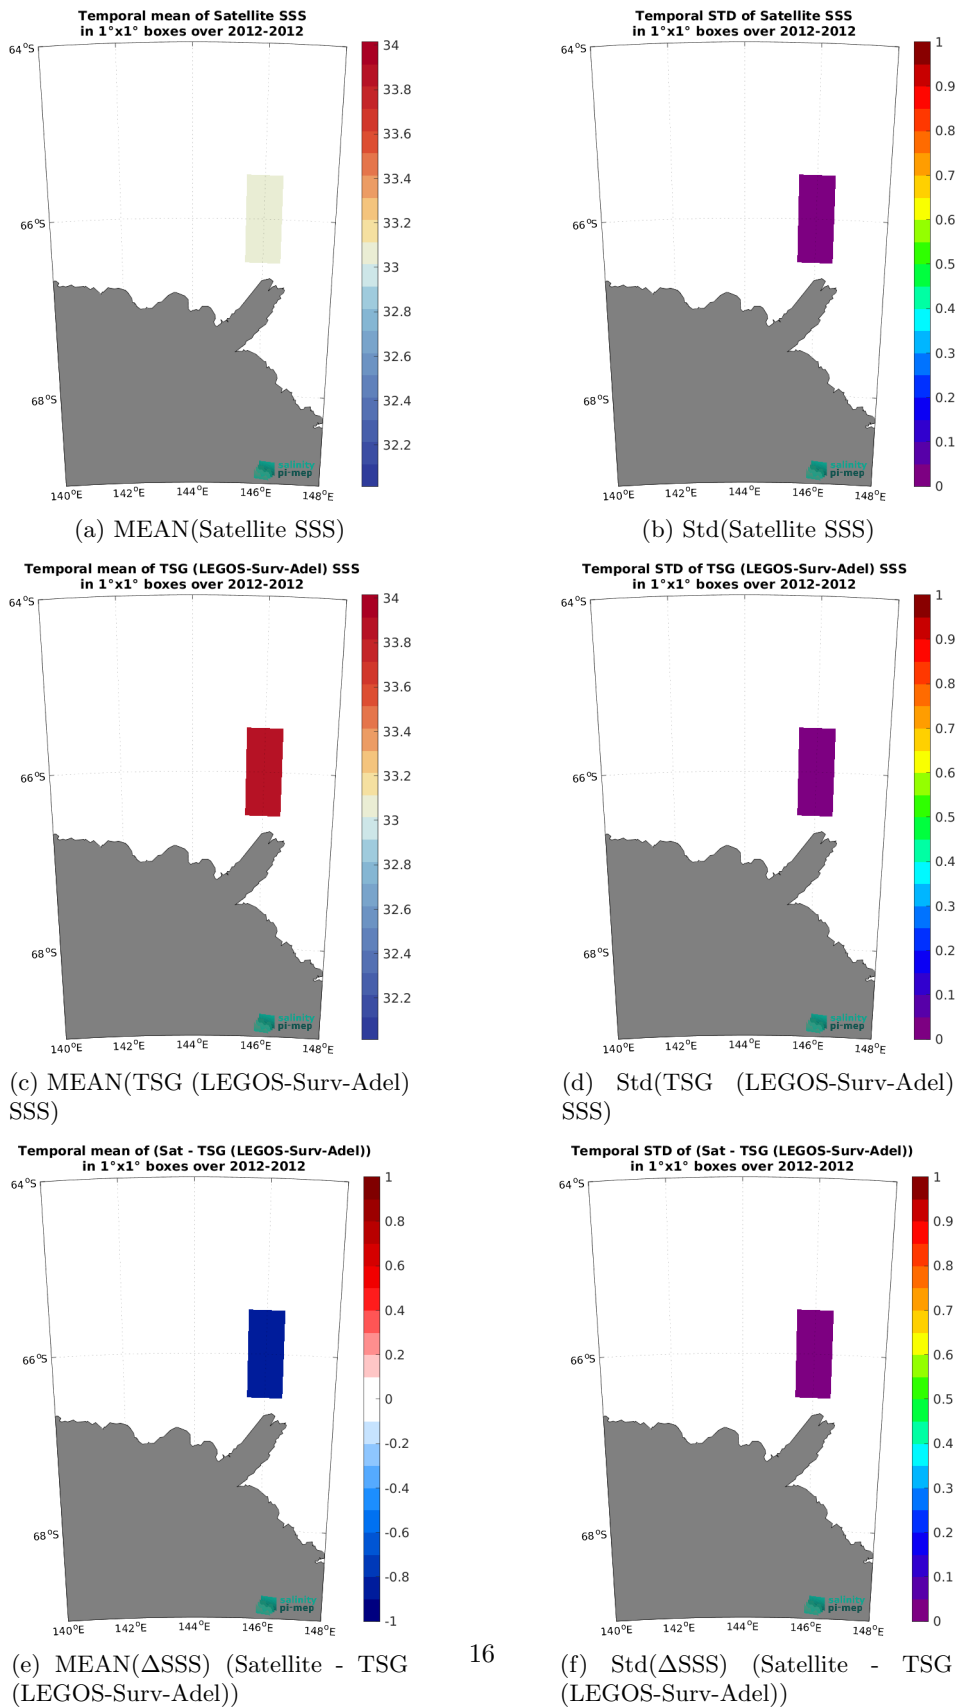 Temporal mean of Satellite SSS
in 1°x1° boxes over 2012-2012
64°S
66°S
68°S
140°E 142°E 144°E 146°E 148°E
34
33.8
33.6
33.4
33.2
33
32.8
32.6
32.4
32.2
salinity
pi-mep
(a) MEAN(Satellite SSS)
Temporal STD of Satellite SSS
in 1°x1° boxes over 2012-2012
64°S
66°S
68°S
140°E 142°E 144°E 146°E 148°E
1
0.9
0.8
0.7
0.6
0.5
0.4
0.3
0.2
0.1
0
salinity
pi-mep
(b) Std(Satellite SSS)
Temporal mean of TSG (LEGOS-Surv-Adel) SSS
in 1°x1° boxes over 2012-2012
64°S
66°S
68°S
140°E 142°E 144°E 146°E 148°E
34
33.8
33.6
33.4
33.2
33
32.8
32.6
32.4
32.2
salinity
pi-mep
(c) MEAN(TSG (LEGOS-Surv-Adel)
SSS)
Temporal STD of TSG (LEGOS-Surv-Adel) SSS
in 1°x1° boxes over 2012-2012
64°S
66°S
68°S
140°E 142°E 144°E 146°E 148°E
1
0.9
0.8
0.7
0.6
0.5
0.4
0.3
0.2
0.1
0
salinity
pi-mep
(d) Std(TSG (LEGOS-Surv-Adel)
SSS)
Temporal mean of (Sat - TSG (LEGOS-Surv-Adel))
in 1°x1° boxes over 2012-2012
64°S
66°S
68°S
140°E 142°E 144°E 146°E 148°E
1
0.8
0.6
0.4
0.2
0
-0.2
-0.4
-0.6
-0.8
-1
salinity
pi-mep
(e) MEAN(ΔSSS) (Satellite - TSG
(LEGOS-Surv-Adel))
Temporal STD of (Sat - TSG (LEGOS-Surv-Adel))
in 1°x1° boxes over 2012-2012
64°S
66°S
68°S
140°E 142°E 144°E 146°E 148°E
1
0.9
0.8
0.7
0.6
0.5
0.4
0.3
0.2
0.1
0
salinity
pi-mep
(f) Std(ΔSSS) (Satellite - TSG
(LEGOS-Surv-Adel))
16